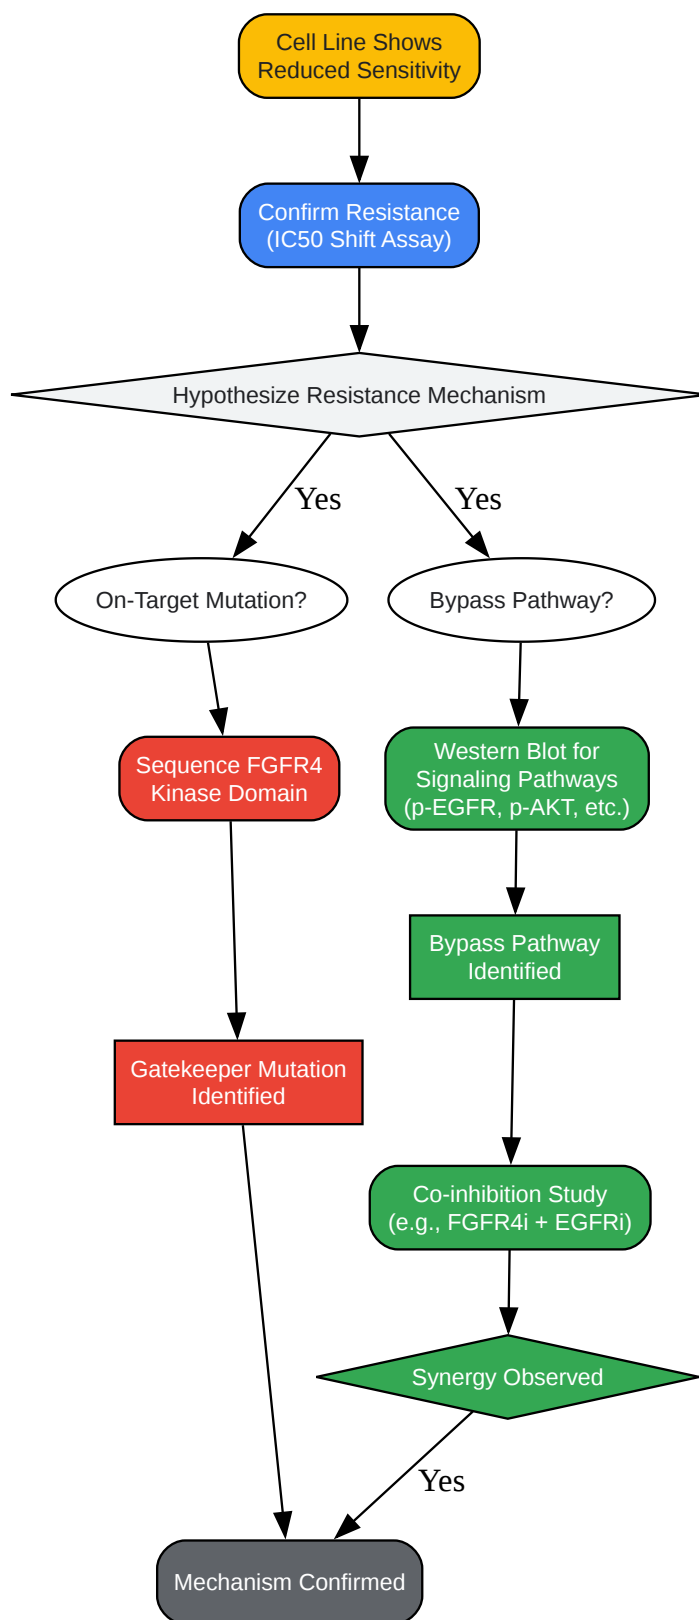 Cell Line Shows
Reduced Sensitivity
Confirm Resistance
(IC50 Shift Assay)
Hypothesize Resistance Mechanism
Yes
Yes
On-Target Mutation?
Bypass Pathway?
Sequence FGFR4
Kinase Domain
Western Blot for
Signaling Pathways
(p-EGFR, p-AKT, etc.)
Bypass Pathway
Identified
Gatekeeper Mutation
Identified
Co-inhibition Study
(e.g., FGFR4i + EGFRi)
Synergy Observed
Yes
Mechanism Confirmed